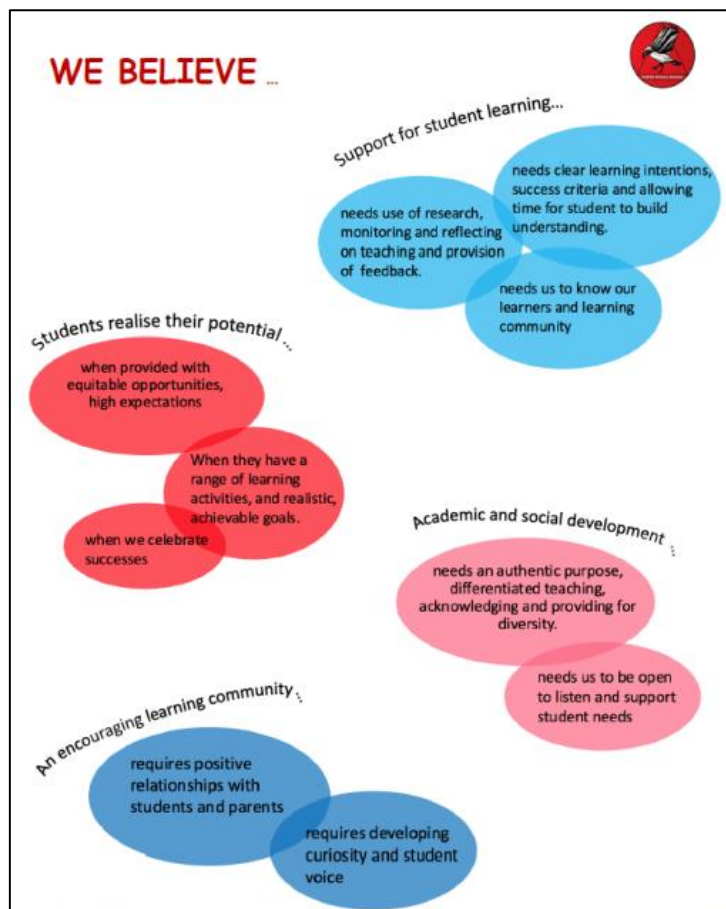 WE BELIEVE ...
Support for student learning...
needs clear learning intentions,
success criteria and allowing
time for student to build
understanding.
needs use of research,
monitoring and reflecting
on teaching and provision
of feedback.
needs us to know our
learners and learning
community
Students realise their potential ...
when provided with
equitable opportunities,
high expectations
When they have a
range of learning
activities, and realistic,
achievable goals.
when we celebrate
successes
Academic and social development ...
needs an authentic purpose,
differentiated teaching,
acknowledging and providing for
diversity.
needs us to be open
to listen and support
student needs
An encouraging learning community...
requires positive
relationships with
students and parents
requires developing
curiosity and student
voice